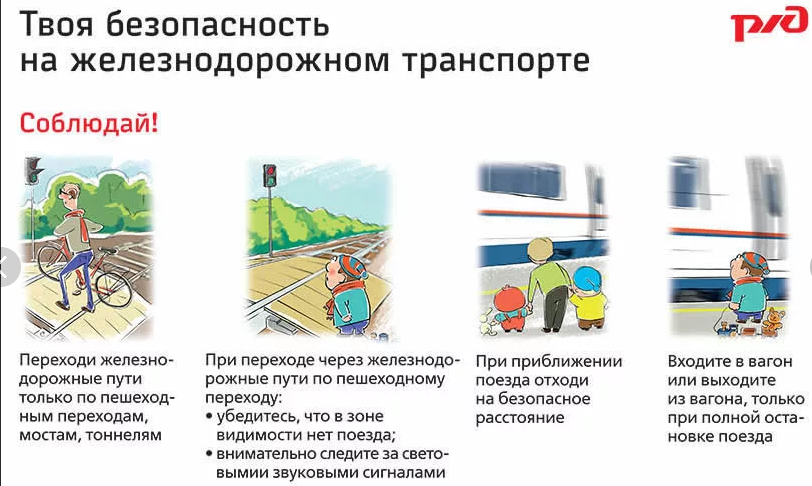 Твоя безопасность
на железнодорожном транспорте
РЖД
Соблюдай!
Переходи железно-
дорожные пути
только по пешеход-
ным переходам,
мостам, тоннелям
При переходе через железнодо-
рожные пути по пешеходному
переходу:
• убедитесь, что в зоне
видимости нет поезда;
• внимательно следите за свето-
вымии звуковыми сигналами
При приближении
поезда отходи
на безопасное
расстояние
Входите в вагон
или выходите
из вагона, только
при полной оста-
новке поезда